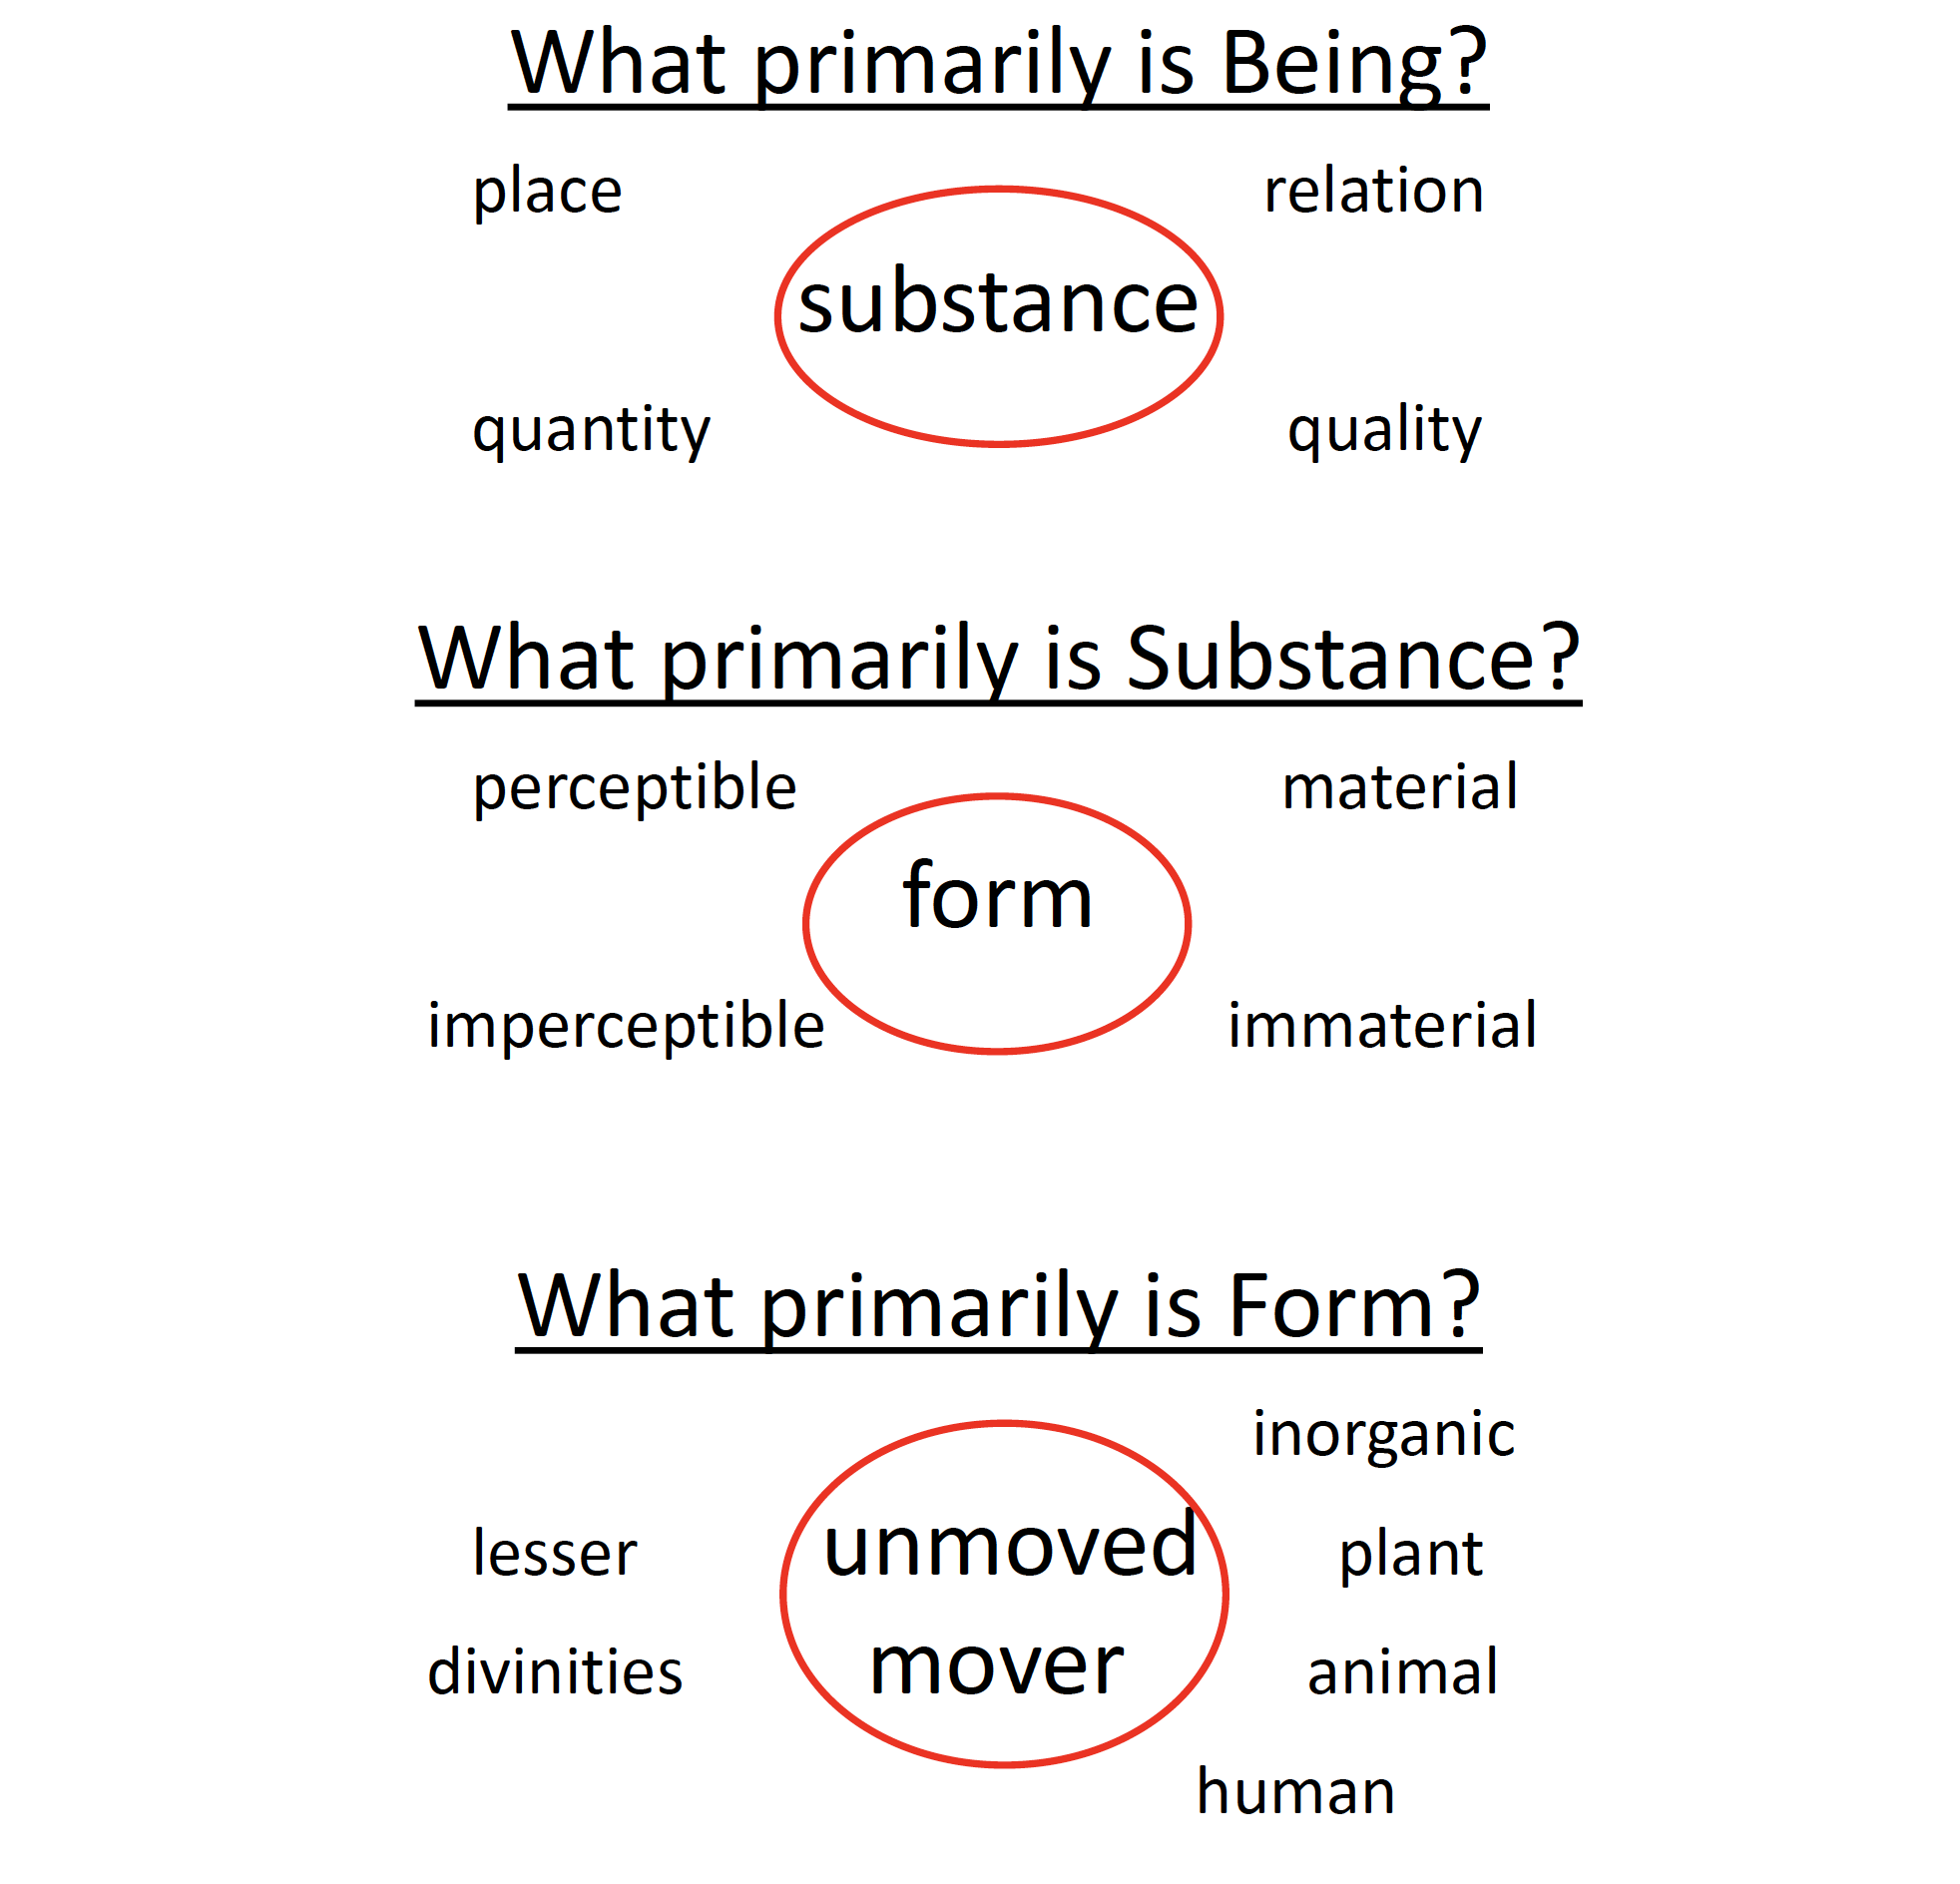 What primarily is Being?
place relation
substance
quantity quality
What primarily is Substance?
perceptible material
form
imperceptible immaterial
What primarily is Form?
inorganic
lesser unmoved plant
divinities mover animal
human